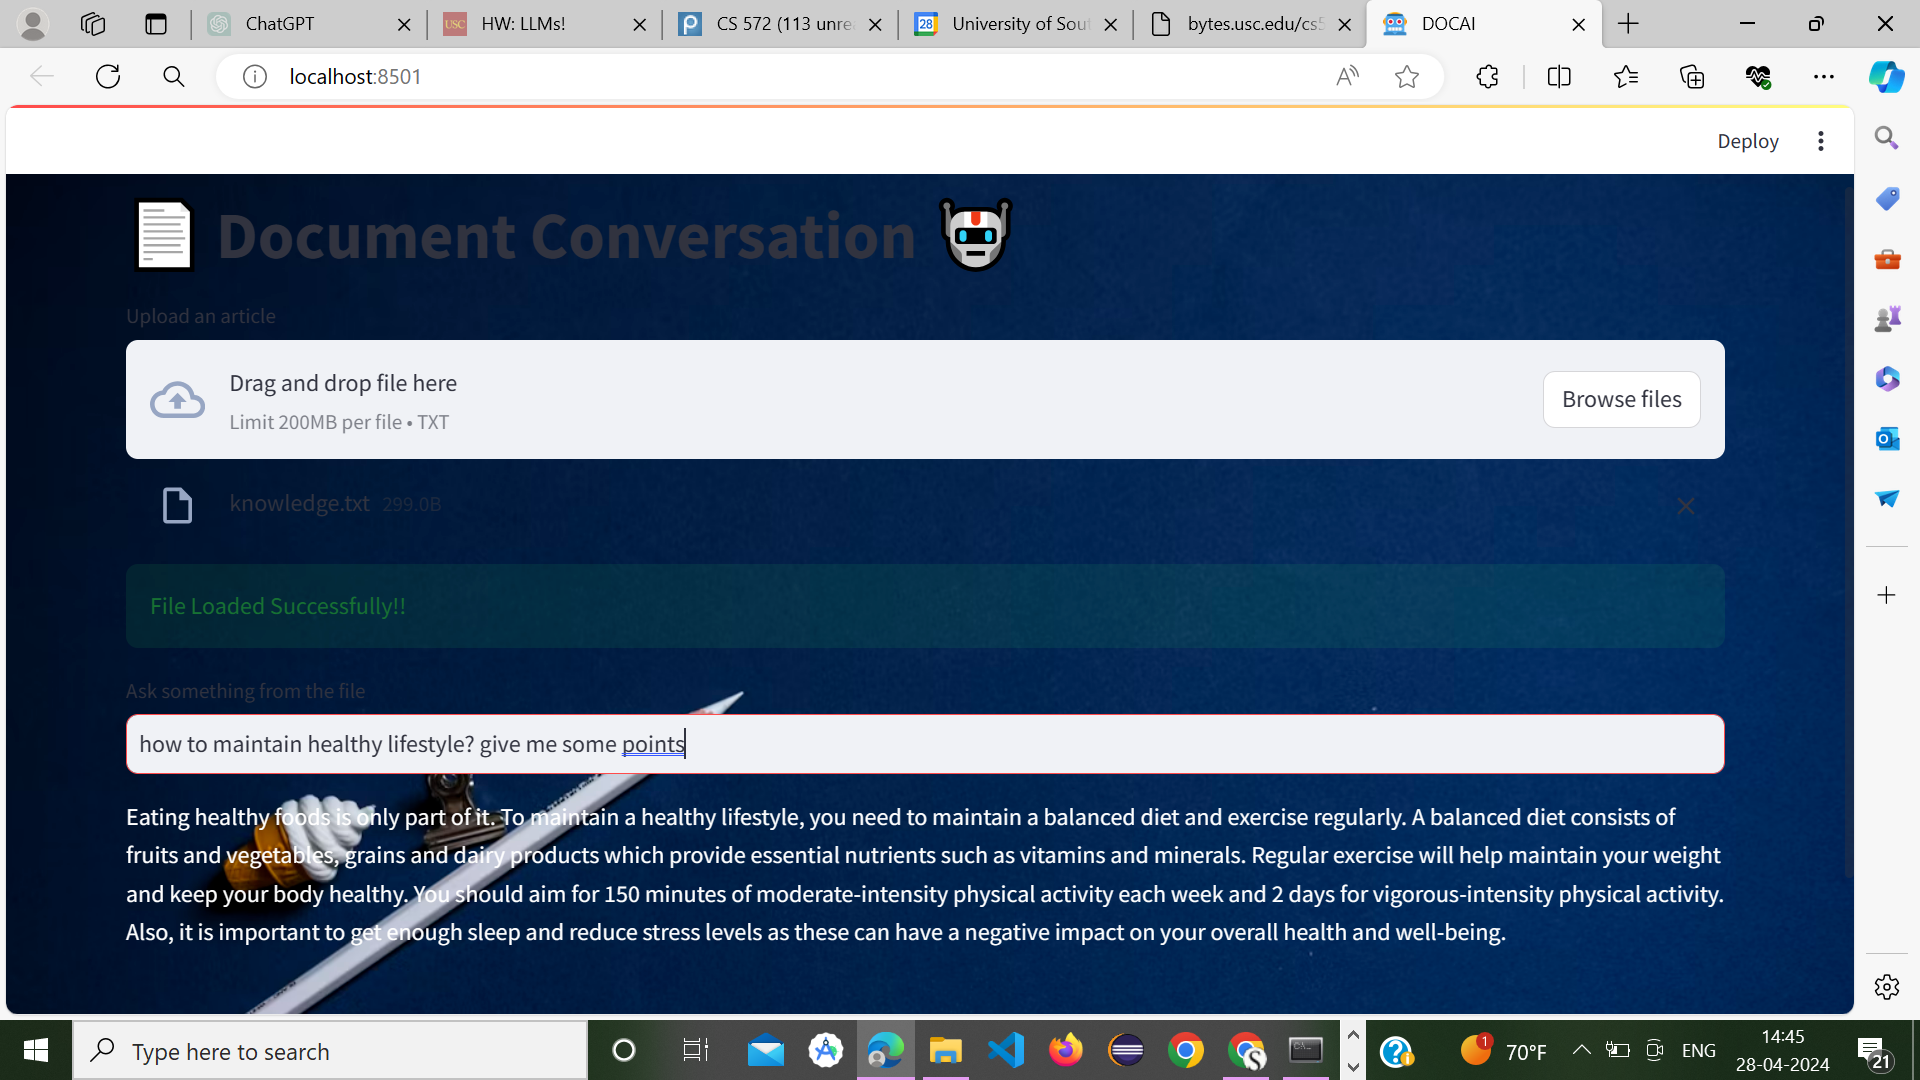 ChatGPT
HW: LLMs!
CS 572 (113 unre
University of Sou
bytes.usc.edu/cs5
DOCAI
localhost:8501
Deploy
Document Conversation
Upload an article
Drag and drop file here
Limit 200MB per file • TXT
Browse files
knowledge.txt 299.0B
File Loaded Successfully!!
Ask something from the file
how to maintain healthy lifestyle? give me some points
Eating healthy foods is only part of it. To maintain a healthy lifestyle, you need to maintain a balanced diet and exercise regularly. A balanced diet consists of
fruits and vegetables, grains and dairy products which provide essential nutrients such as vitamins and minerals. Regular exercise will help maintain your weight
and keep your body healthy. You should aim for 150 minutes of moderate-intensity physical activity each week and 2 days for vigorous-intensity physical activity.
Also, it is important to get enough sleep and reduce stress levels as these can have a negative impact on your overall health and well-being.
Type here to search
1
70°F
ENG
14:45
28-04-2024
21